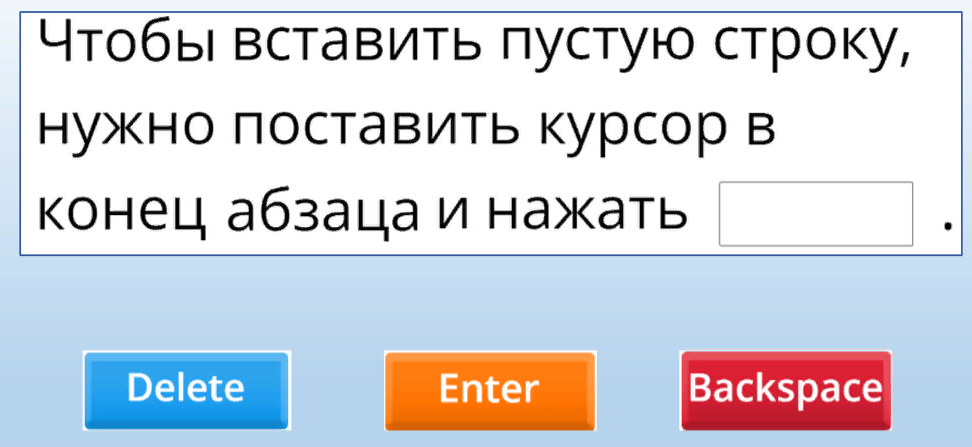 Чтобы вставить пустую строку,
нужно поставить курсор в
конец абзаца и нажать .
Delete Enter Backspace